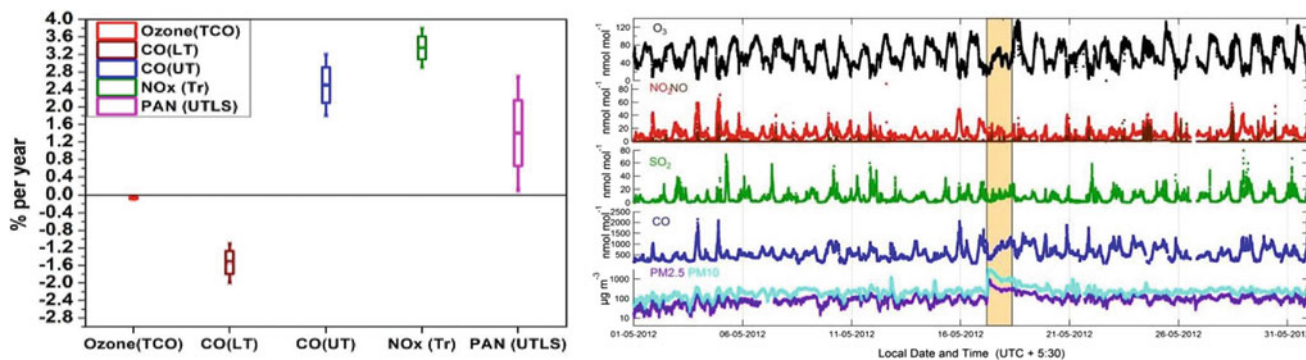 4.0
3.6
3.2
2.8
2.4
2.0
1.6
1.2
0.8
0.4
0.0
-0.4
-0.8
-1.2
-1.6
-2.0
-2.4
-2.8
% per year
Ozone(TCO)
CO(LT)
CO(UT)
NOx (Tr)
PAN (UTLS)
Ozone(TCO) CO(LT) CO(UT) NOx (Tr) PAN (UTLS)
O3
nmol mol-1
120
80
40
0
NO2NO
nmol mol-1
80
60
40
20
0
SO2
nmol mol-1
80
60
40
20
0
CO
nmol mol-1
2500
1500
500
PM2.5 PM10
µg m-3
1000
100
10
01-05-2012 06-05-2012 11-05-2012 16-05-2012 21-05-2012 26-05-2012 31-05-2012
Local Date and Time (UTC + 5:30)